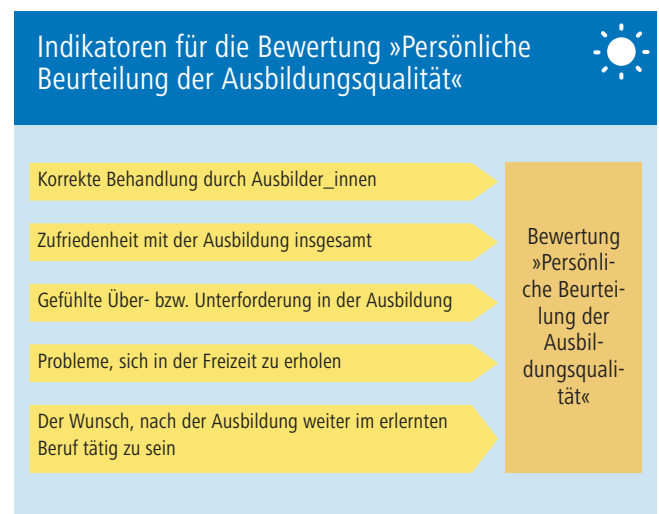 Indikatoren für die Bewertung »Persönliche
Beurteilung der Ausbildungsqualität«
Korrekte Behandlung durch Ausbilder_innen
Zufriedenheit mit der Ausbildung insgesamt
Gefühlte Über- bzw. Unterforderung in der Ausbildung
Probleme, sich in der Freizeit zu erholen
Der Wunsch, nach der Ausbildung weiter im erlernten
Beruf tätig zu sein
Bewertung
»Persönli-
che Beurtei-
lung der
Ausbil-
dungsquali-
tät«